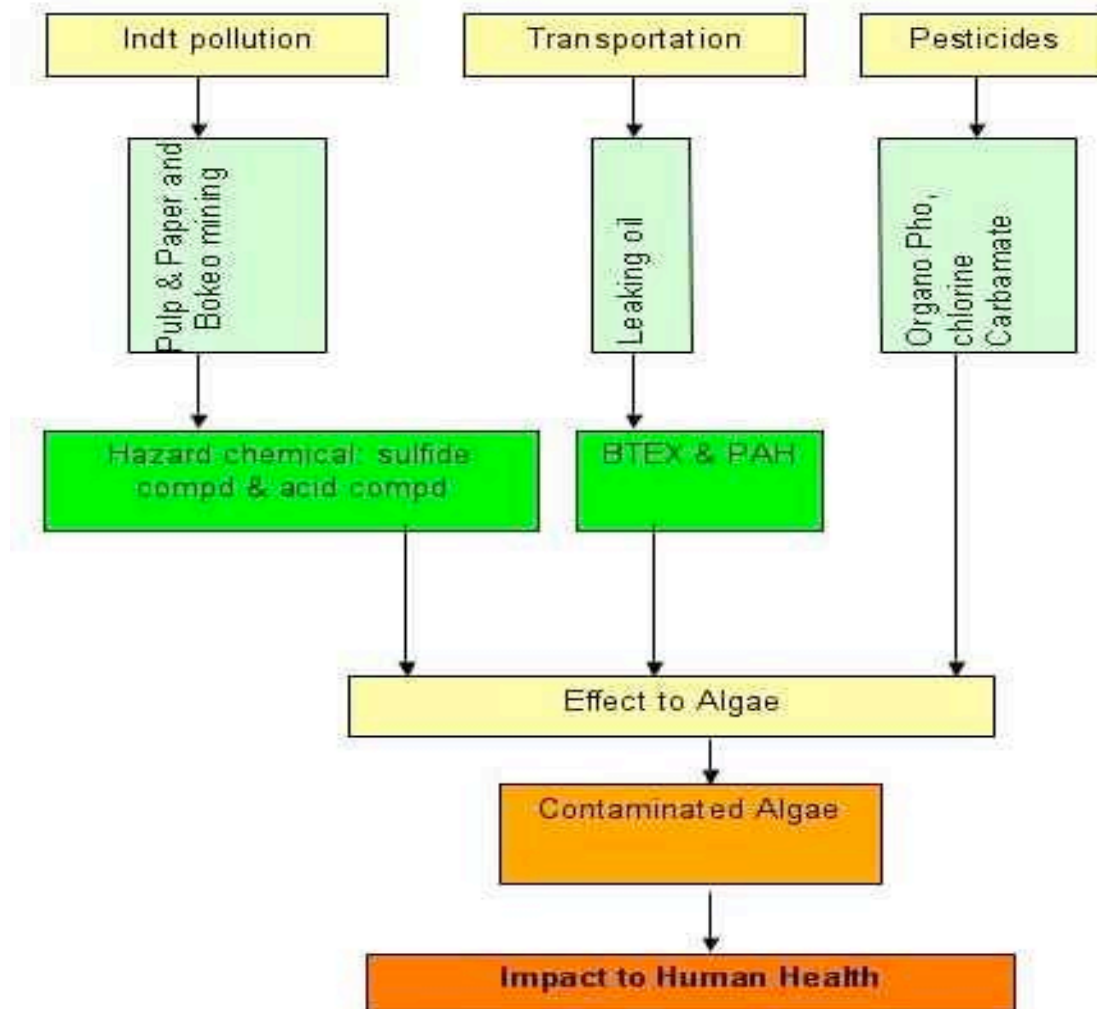 Indt pollution
Transportation
Pesticides
Pulp & Paper and
Bokeo mining
Leaking oil
Organo Pho,
chlorine
Carbamate
Hazard chemical: sulfide
compd & acid compd
BTEX & PAH
Effect to Algae
Contaminated Algae
Impact to Human Health